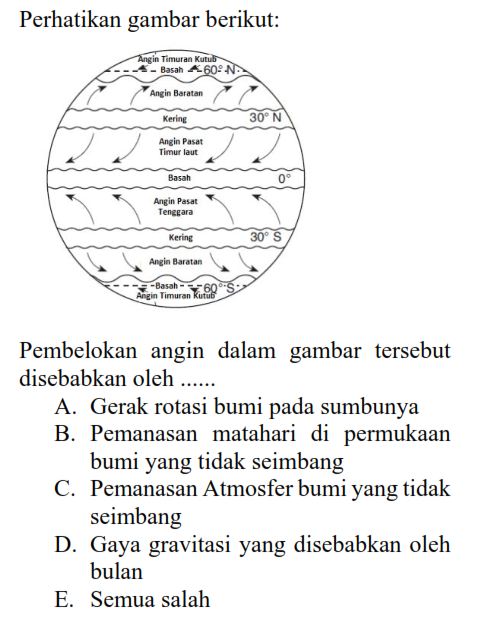 Perhatikan gambar berikut:
Angin Timuran Kutub
Basah 60° N
Angin Baratan
Kering 30° N
Angin Pasat
Timur laut
Basah 0°
Angin Pasat
Tenggara
Kering 30° S
Angin Baratan
Basah 60° S
Angin Timuran Kutub
Pembelokan angin dalam gambar tersebut
disebabkan oleh ......
A. Gerak rotasi bumi pada sumbunya
B. Pemanasan matahari di permukaan
bumi yang tidak seimbang
C. Pemanasan Atmosfer bumi yang tidak
seimbang
D. Gaya gravitasi yang disebabkan oleh
bulan
E. Semua salah